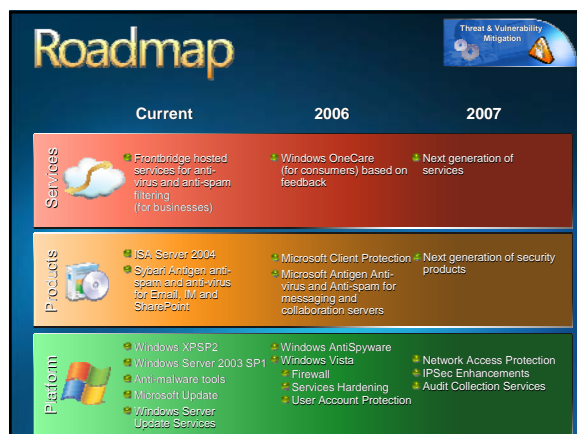 Roadmap
Threat & Vulnerability
Mitigation
Current
2006
2007
Services
Frontbridge hosted
services for anti-
virus and anti-spam
filtering
(for businesses)
Windows OneCare
(for consumers) based on
feedback
Next generation of
services
Products
ISA Server 2004
Sybari Antigen anti-
spam and anti-virus
for Email, IM and
SharePoint
Microsoft Client Protection
Microsoft Antigen Anti-
virus and Anti-spam for
messaging and
collaboration servers
Next generation of security
products
Platform
Windows XPSP2
Windows Server 2003 SP1
Anti-malware tools
Microsoft Update
Windows Server
Update Services
Windows AntiSpyware
Windows Vista
Firewall
Services Hardening
User Account Protection
Network Access Protection
IPSec Enhancements
Audit Collection Services